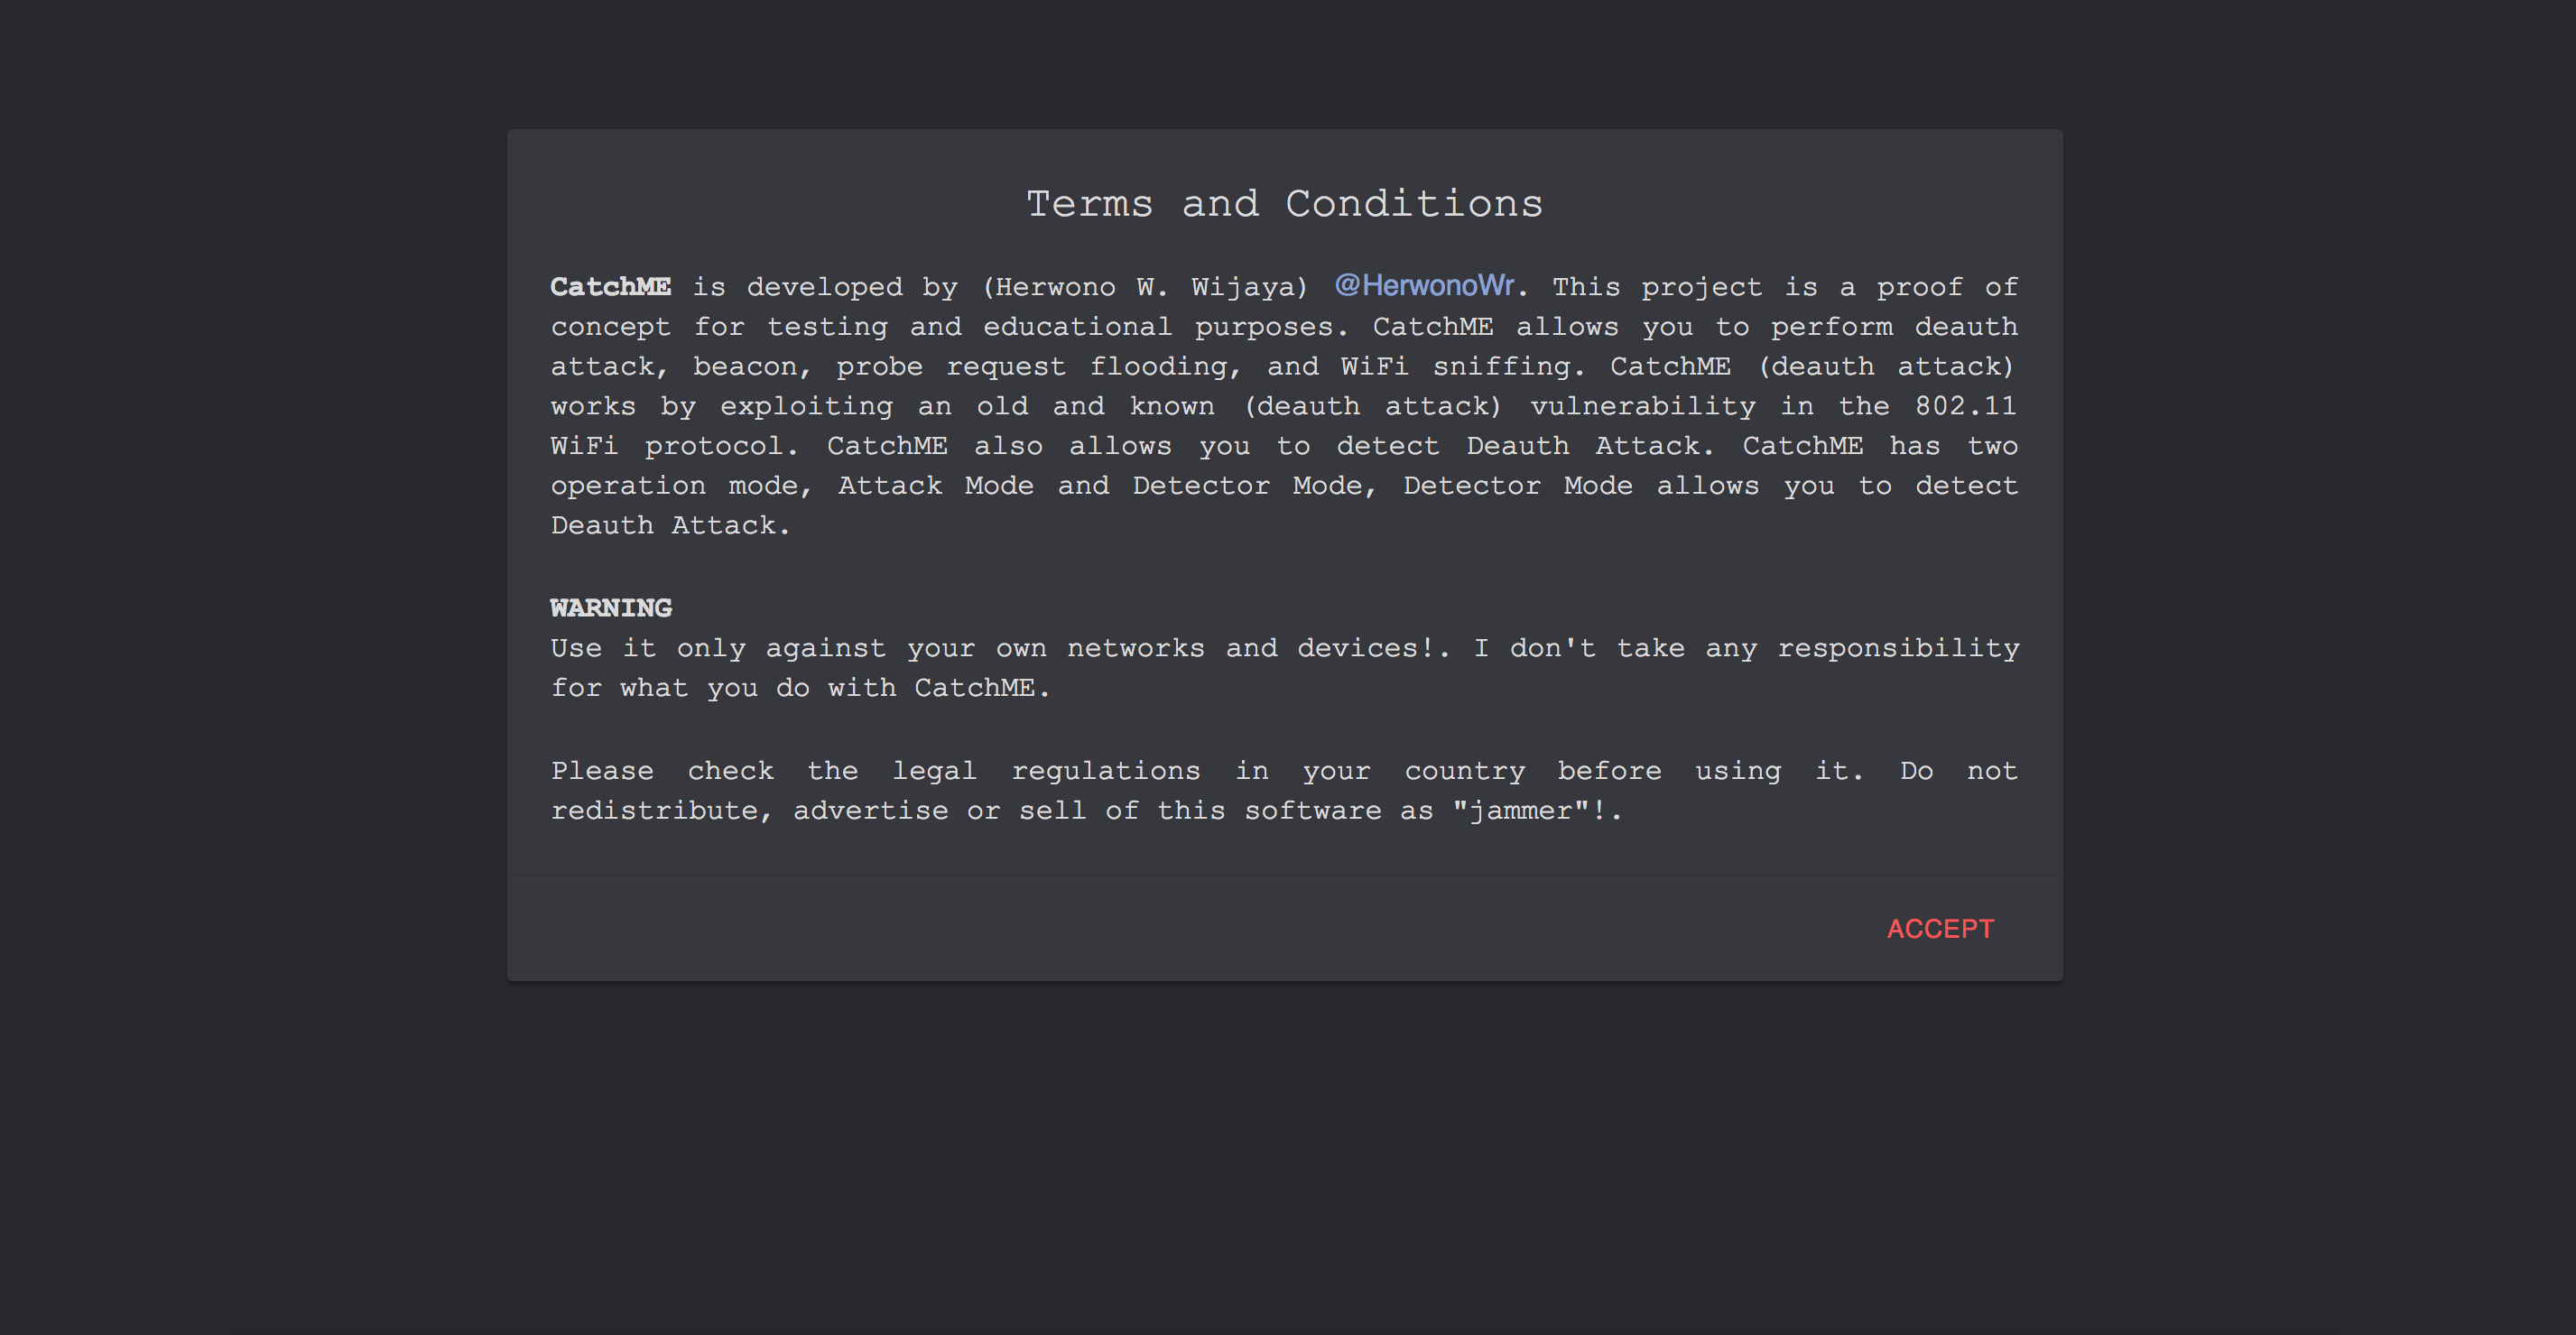 Terms and Conditions
CatchME is developed by (Herwono W. Wijaya) @HerwonoWr. This project is a proof of
concept for testing and educational purposes. CatchME allows you to perform deauth
attack, beacon, probe request flooding, and WiFi sniffing. CatchME (deauth attack)
works by exploiting an old and known (deauth attack) vulnerability in the 802.11
WiFi protocol. CatchME also allows you to detect Deauth Attack. CatchME has two
operation mode, Attack Mode and Detector Mode, Detector Mode allows you to detect
Deauth Attack.
WARNING
Use it only against your own networks and devices!. I don't take any responsibility
for what you do with CatchME.
Please check the legal regulations in your country before using it. Do not
redistribute, advertise or sell of this software as "jammer"!.
ACCEPT